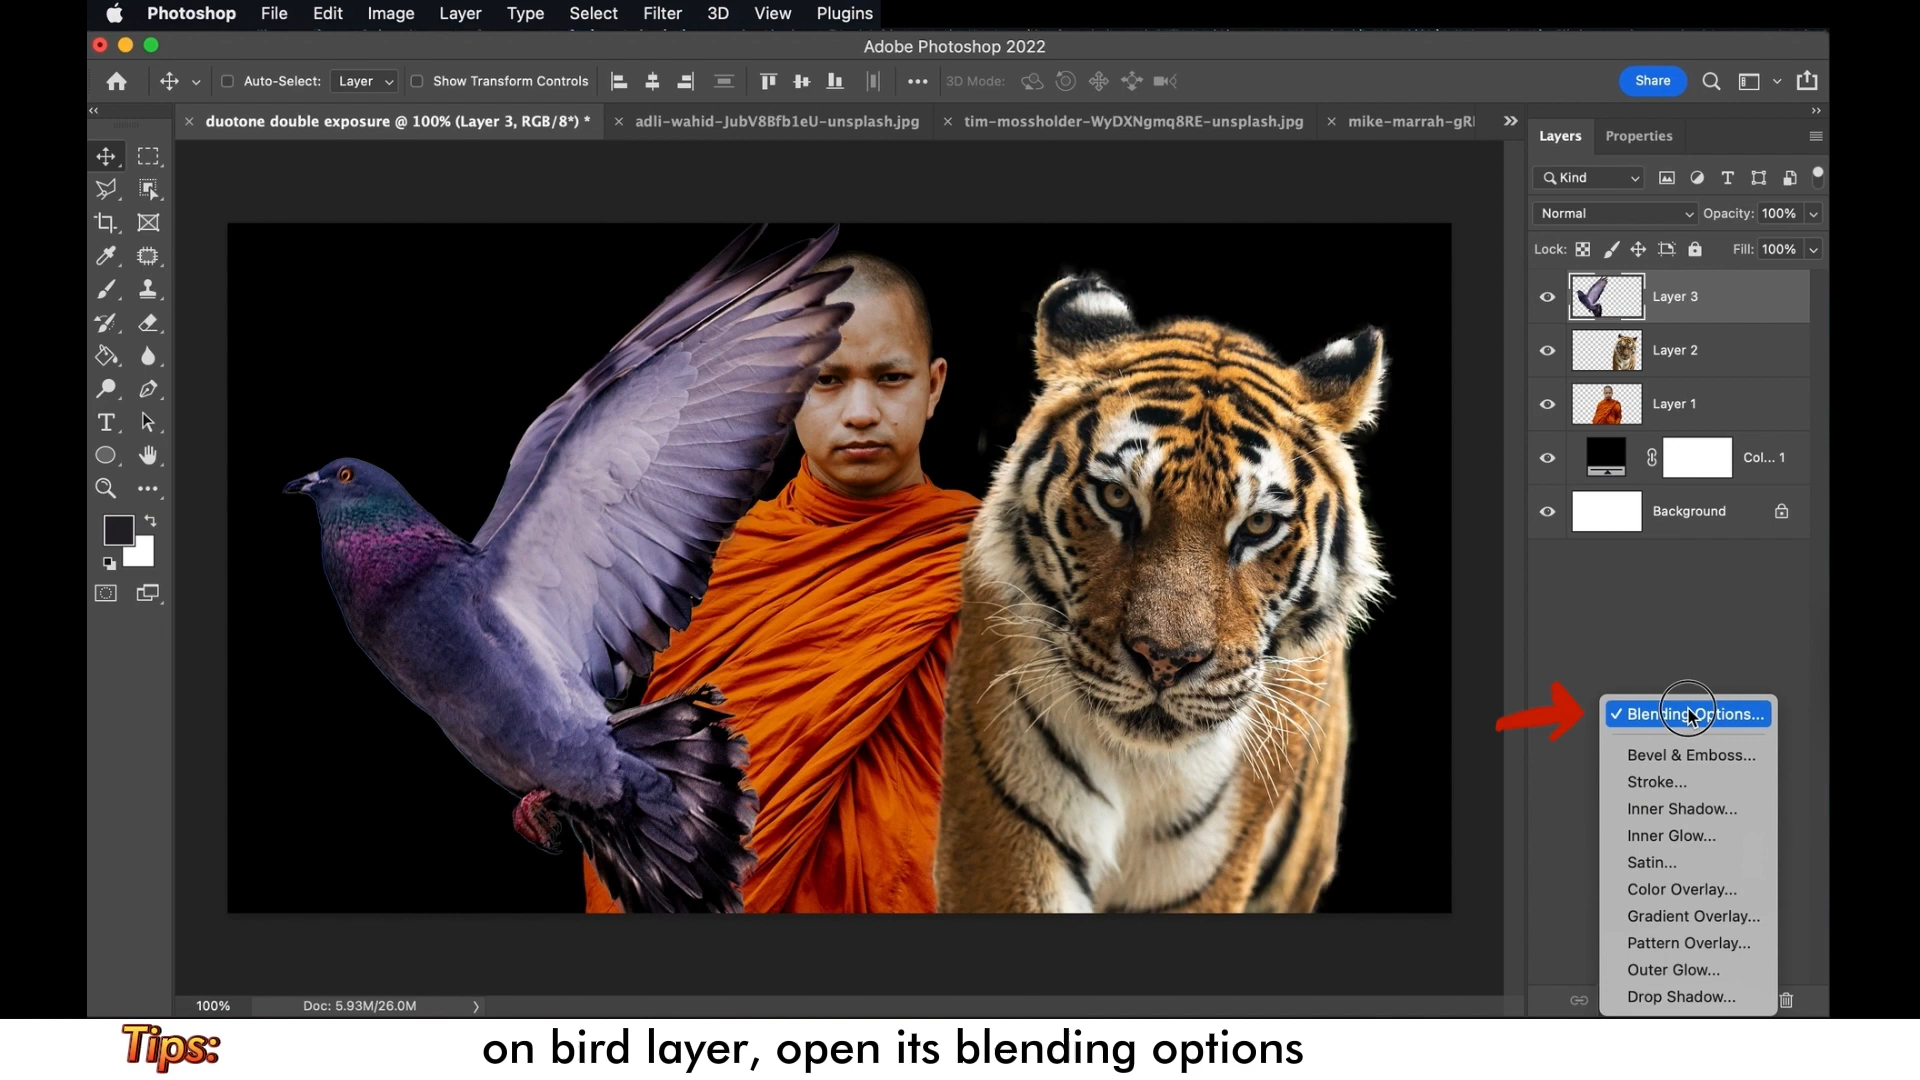 Photoshop File Edit Image Layer Type Select Filter 3D View Plugins
Adobe Photoshop 2022
Auto-Select: Layer Show Transform Controls 3D Mode: Share
duotone double exposure @ 100% (Layer 3, RGB/8*) * adli-wahid-JubV8Bfb1eU-unsplash.jpg tim-mossholder-WyDXNgmq8RE-unsplash.jpg mike-marrah-gRI
Layers Properties
Kind
Normal Opacity: 100%
Lock: Fill: 100%
Layer 3
Layer 2
Layer 1
Col... 1
Background
Blending Options...
Bevel & Emboss...
Stroke...
Inner Shadow...
Inner Glow...
Satin...
Color Overlay...
Gradient Overlay...
Pattern Overlay...
Outer Glow...
Drop Shadow...
100% Doc: 5.93M/26.0M
Tips: on bird layer, open its blending options